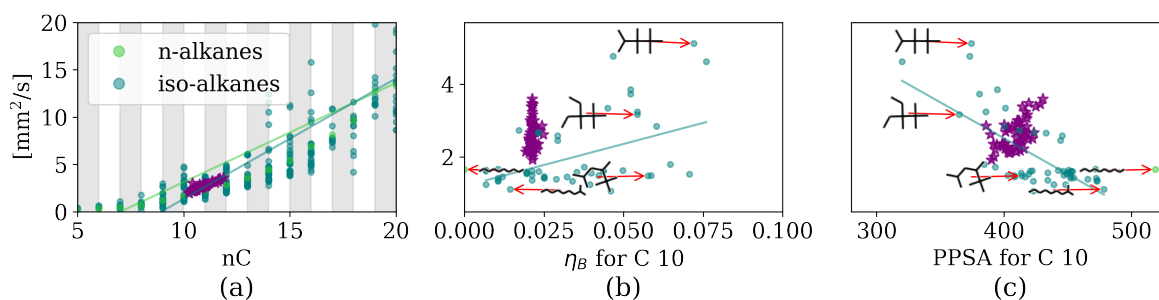 20
15
10
5
0
[mm²/s]
n-alkanes
iso-alkanes
5 10 15 20
nC
(a)
4
2
0.000 0.025 0.050 0.075 0.100
η_B for C 10
(b)
300 400 500
PPSA for C 10
(c)